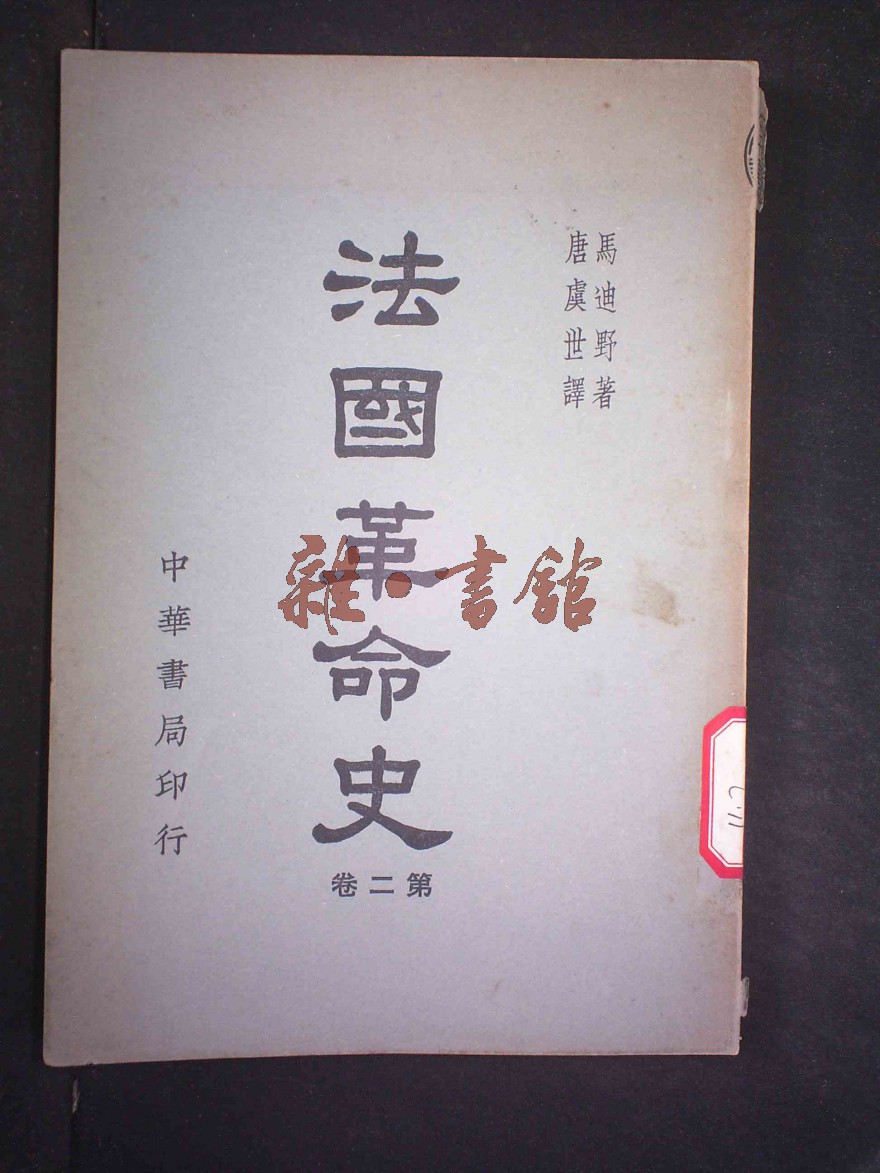 馬迪野著
唐虞世譯
法國革命史
第二卷
中華書局印行
雜·書館